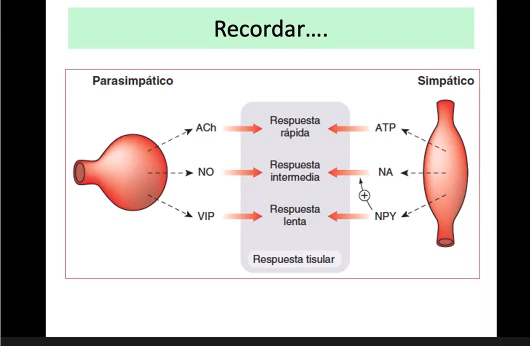 Recordar....
Parasimpático
Simpático
ACh
Respuesta
rápida
ATP
NO
Respuesta
intermedia
NA
+
VIP
Respuesta
lenta
NPY
Respuesta tisular